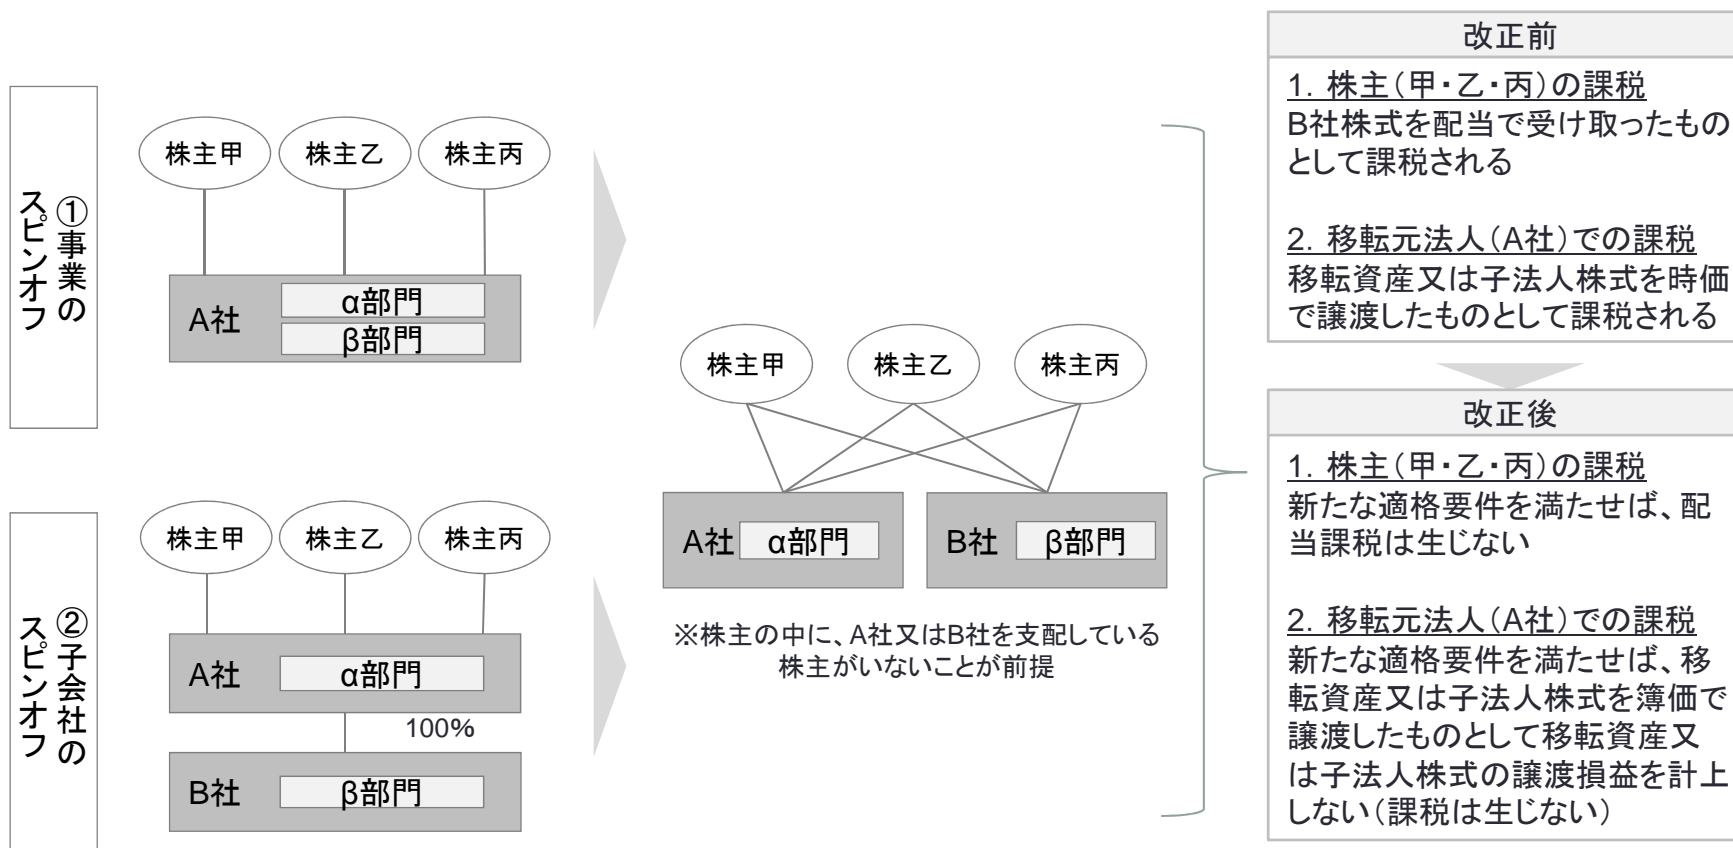 ①事業の
スピンオフ
株主甲
株主乙
株主丙
A社
α部門
β部門
②子会社の
スピンオフ
株主甲
株主乙
株主丙
A社
α部門
100%
B社
β部門
株主甲
株主乙
株主丙
A社
α部門
B社
β部門
※株主の中に、A社又はB社を支配している
株主がいないことが前提
改正前
1. 株主(甲・乙・丙)の課税
B社株式を配当で受け取ったもの
として課税される
2. 移転元法人(A社)での課税
移転資産又は子法人株式を時価
で譲渡したものとして課税される
改正後
1. 株主(甲・乙・丙)の課税
新たな適格要件を満たせば、配
当課税は生じない
2. 移転元法人(A社)での課税
新たな適格要件を満たせば、移
転資産又は子法人株式を簿価で
譲渡したものとして移転資産又
は子法人株式の譲渡損益を計上
しない(課税は生じない)